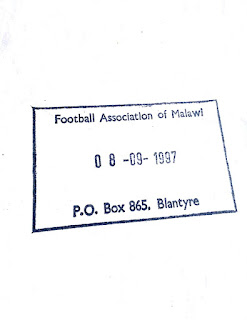 Football Association of Malawi
0 8 -09- 1997
P.O. Box 865, Blantyre